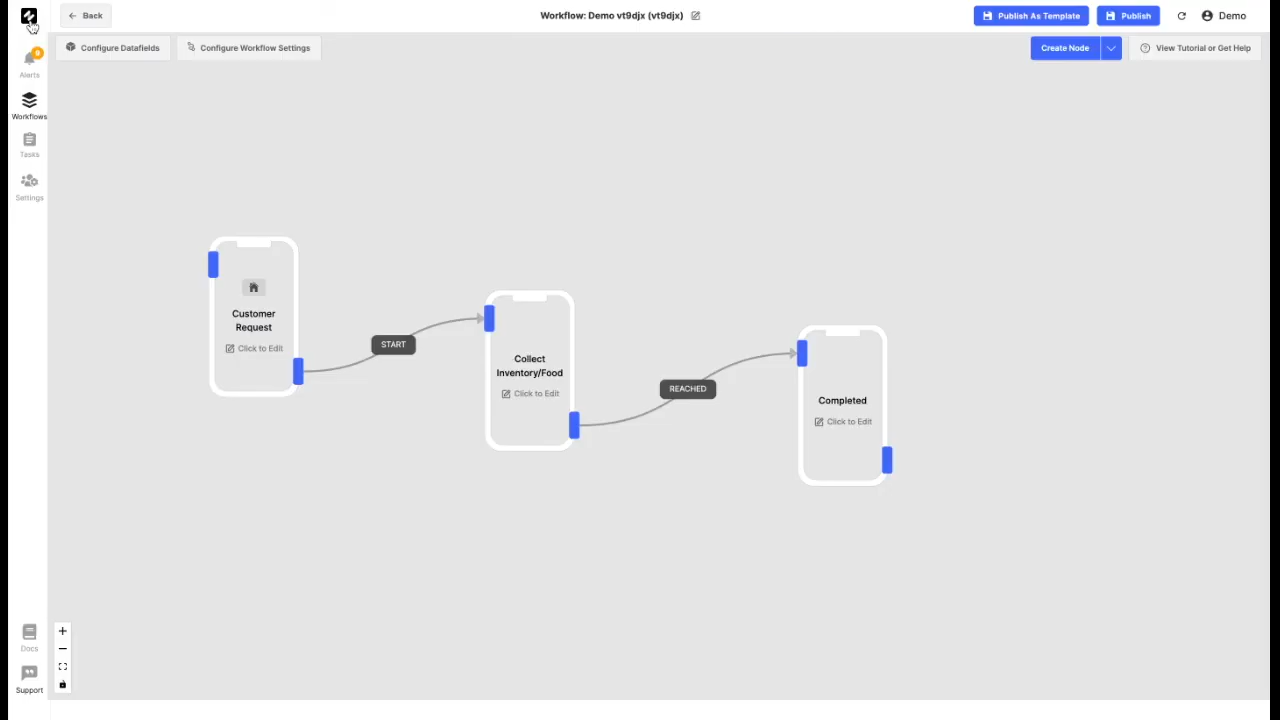 Back
Workflow: Demo vt9djx (vt9djx)
Publish As Template
Publish
Demo
Configure Datafields
Configure Workflow Settings
Create Node
View Tutorial or Get Help
Alerts
Workflows
Tasks
Settings
Customer
Request
Click to Edit
START
Collect
Inventory/Food
Click to Edit
REACHED
Completed
Click to Edit
Docs
Support